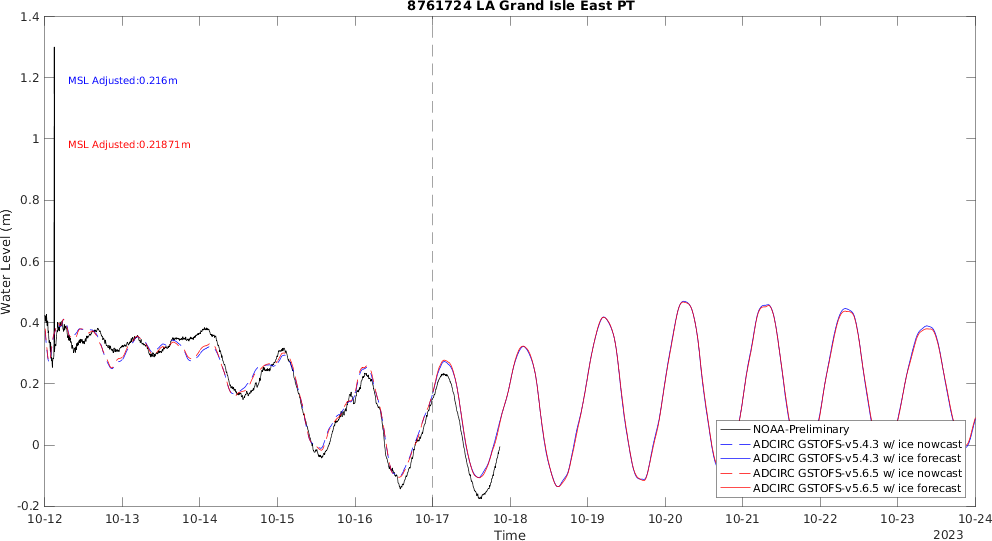 8761724 LA Grand Isle East PT
1.4
1.2
1
0.8
0.6
0.4
0.2
0
-0.2
Water Level (m)
MSL Adjusted:0.216m
MSL Adjusted:0.21871m
NOAA-Preliminary
ADCIRC GSTOFS-v5.4.3 w/ ice nowcast
ADCIRC GSTOFS-v5.4.3 w/ ice forecast
ADCIRC GSTOFS-v5.6.5 w/ ice nowcast
ADCIRC GSTOFS-v5.6.5 w/ ice forecast
10-12 10-13 10-14 10-15 10-16 10-17 10-18 10-19 10-20 10-21 10-22 10-23 10-24
Time
2023